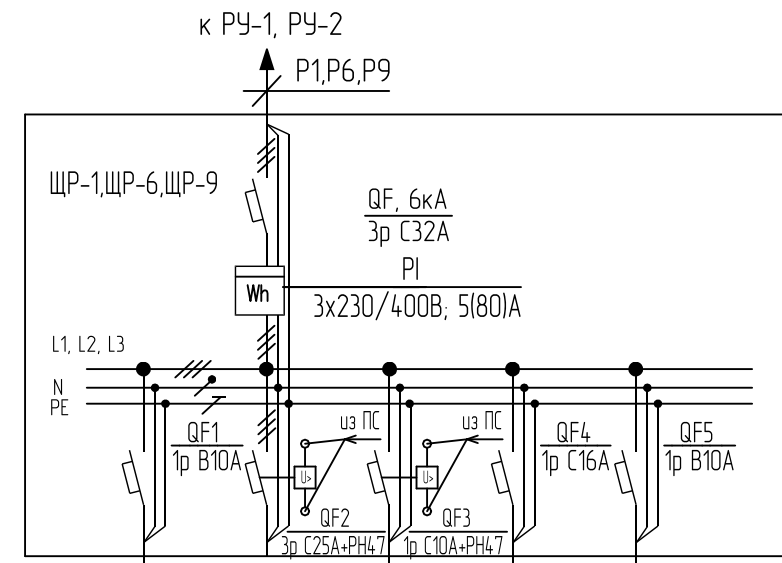 к РУ-1, РУ-2
Р1,Р6,Р9
ЩР-1,ЩР-6,ЩР-9
QF, 6кА
3р С32А
PI
Wh
3х230/400В; 5(80)А
L1, L2, L3
N
PE
из ПС
из ПС
QF1
1р В10А
QF4
1р С16А
QF5
1р В10А
U>
U>
QF2
3р С25А+РН47
QF3
1р С10А+РН47